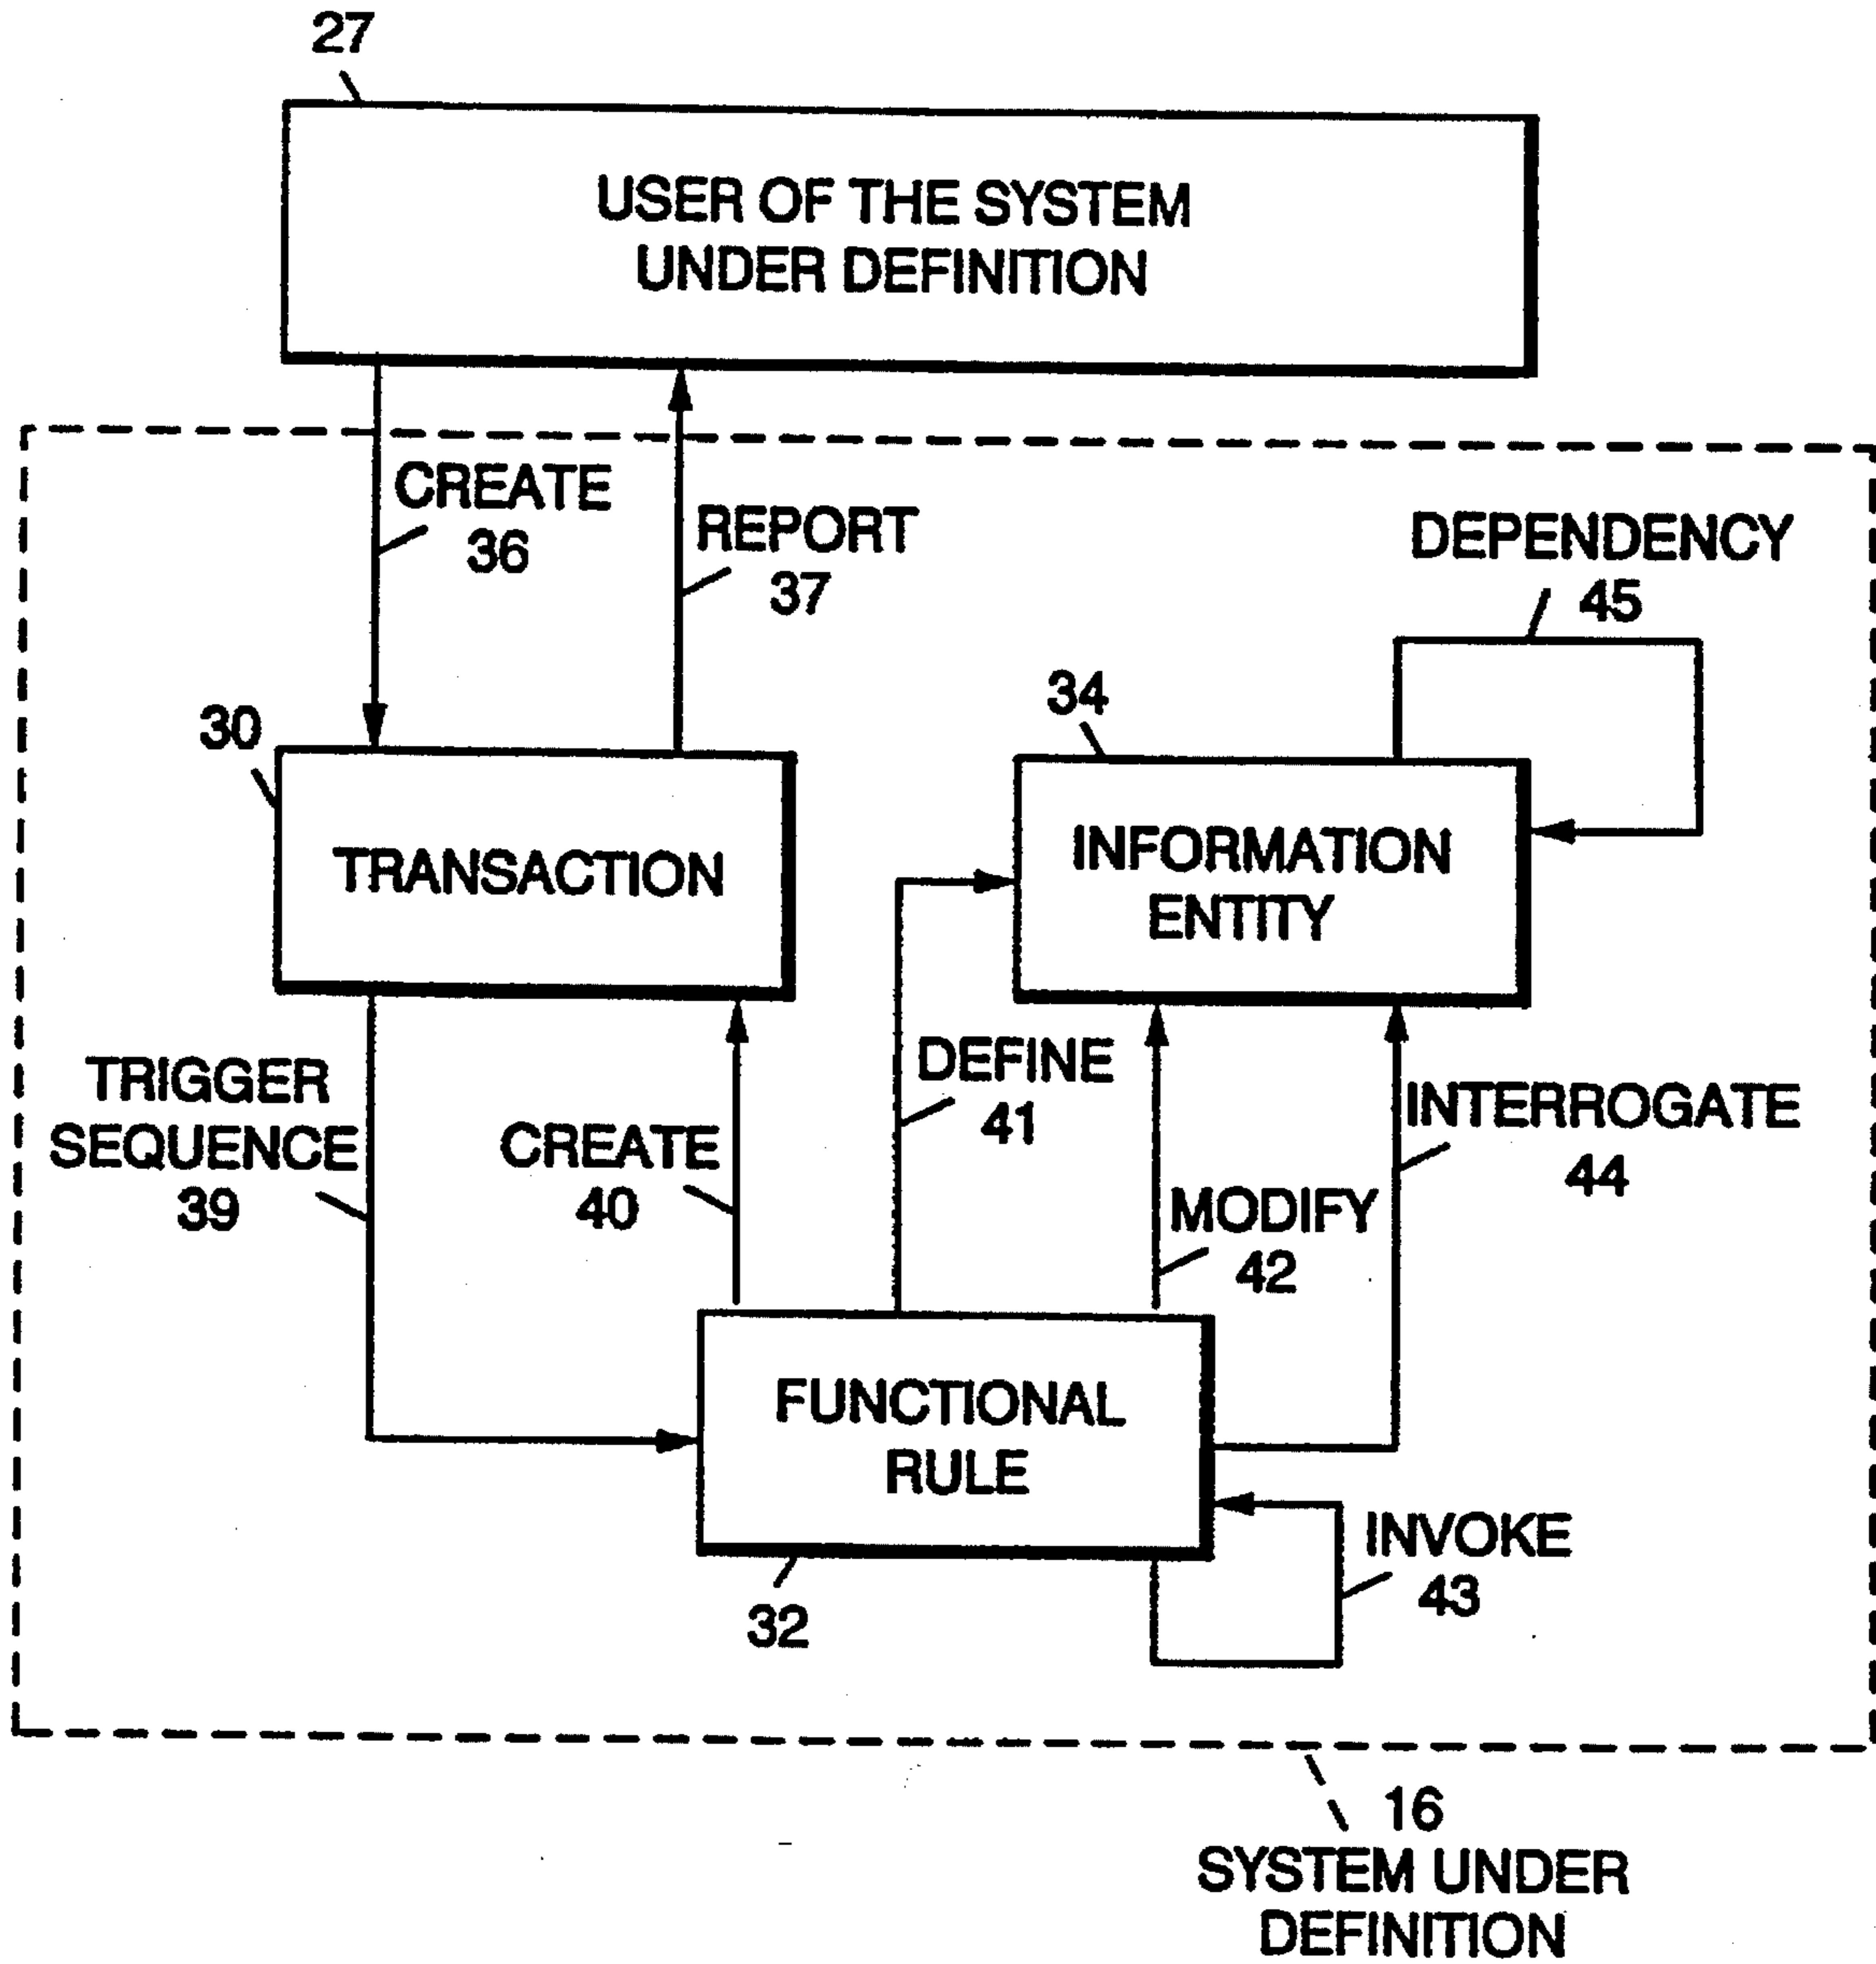 27
USER OF THE SYSTEM
UNDER DEFINITION
CREATE
36
REPORT
37
DEPENDENCY
45
30
34
TRANSACTION
INFORMATION
ENTITY
TRIGGER
SEQUENCE
39
CREATE
40
DEFINE
41
MODIFY
42
INTERROGATE
44
FUNCTIONAL
RULE
32
INVOKE
43
16
SYSTEM UNDER
DEFINITION